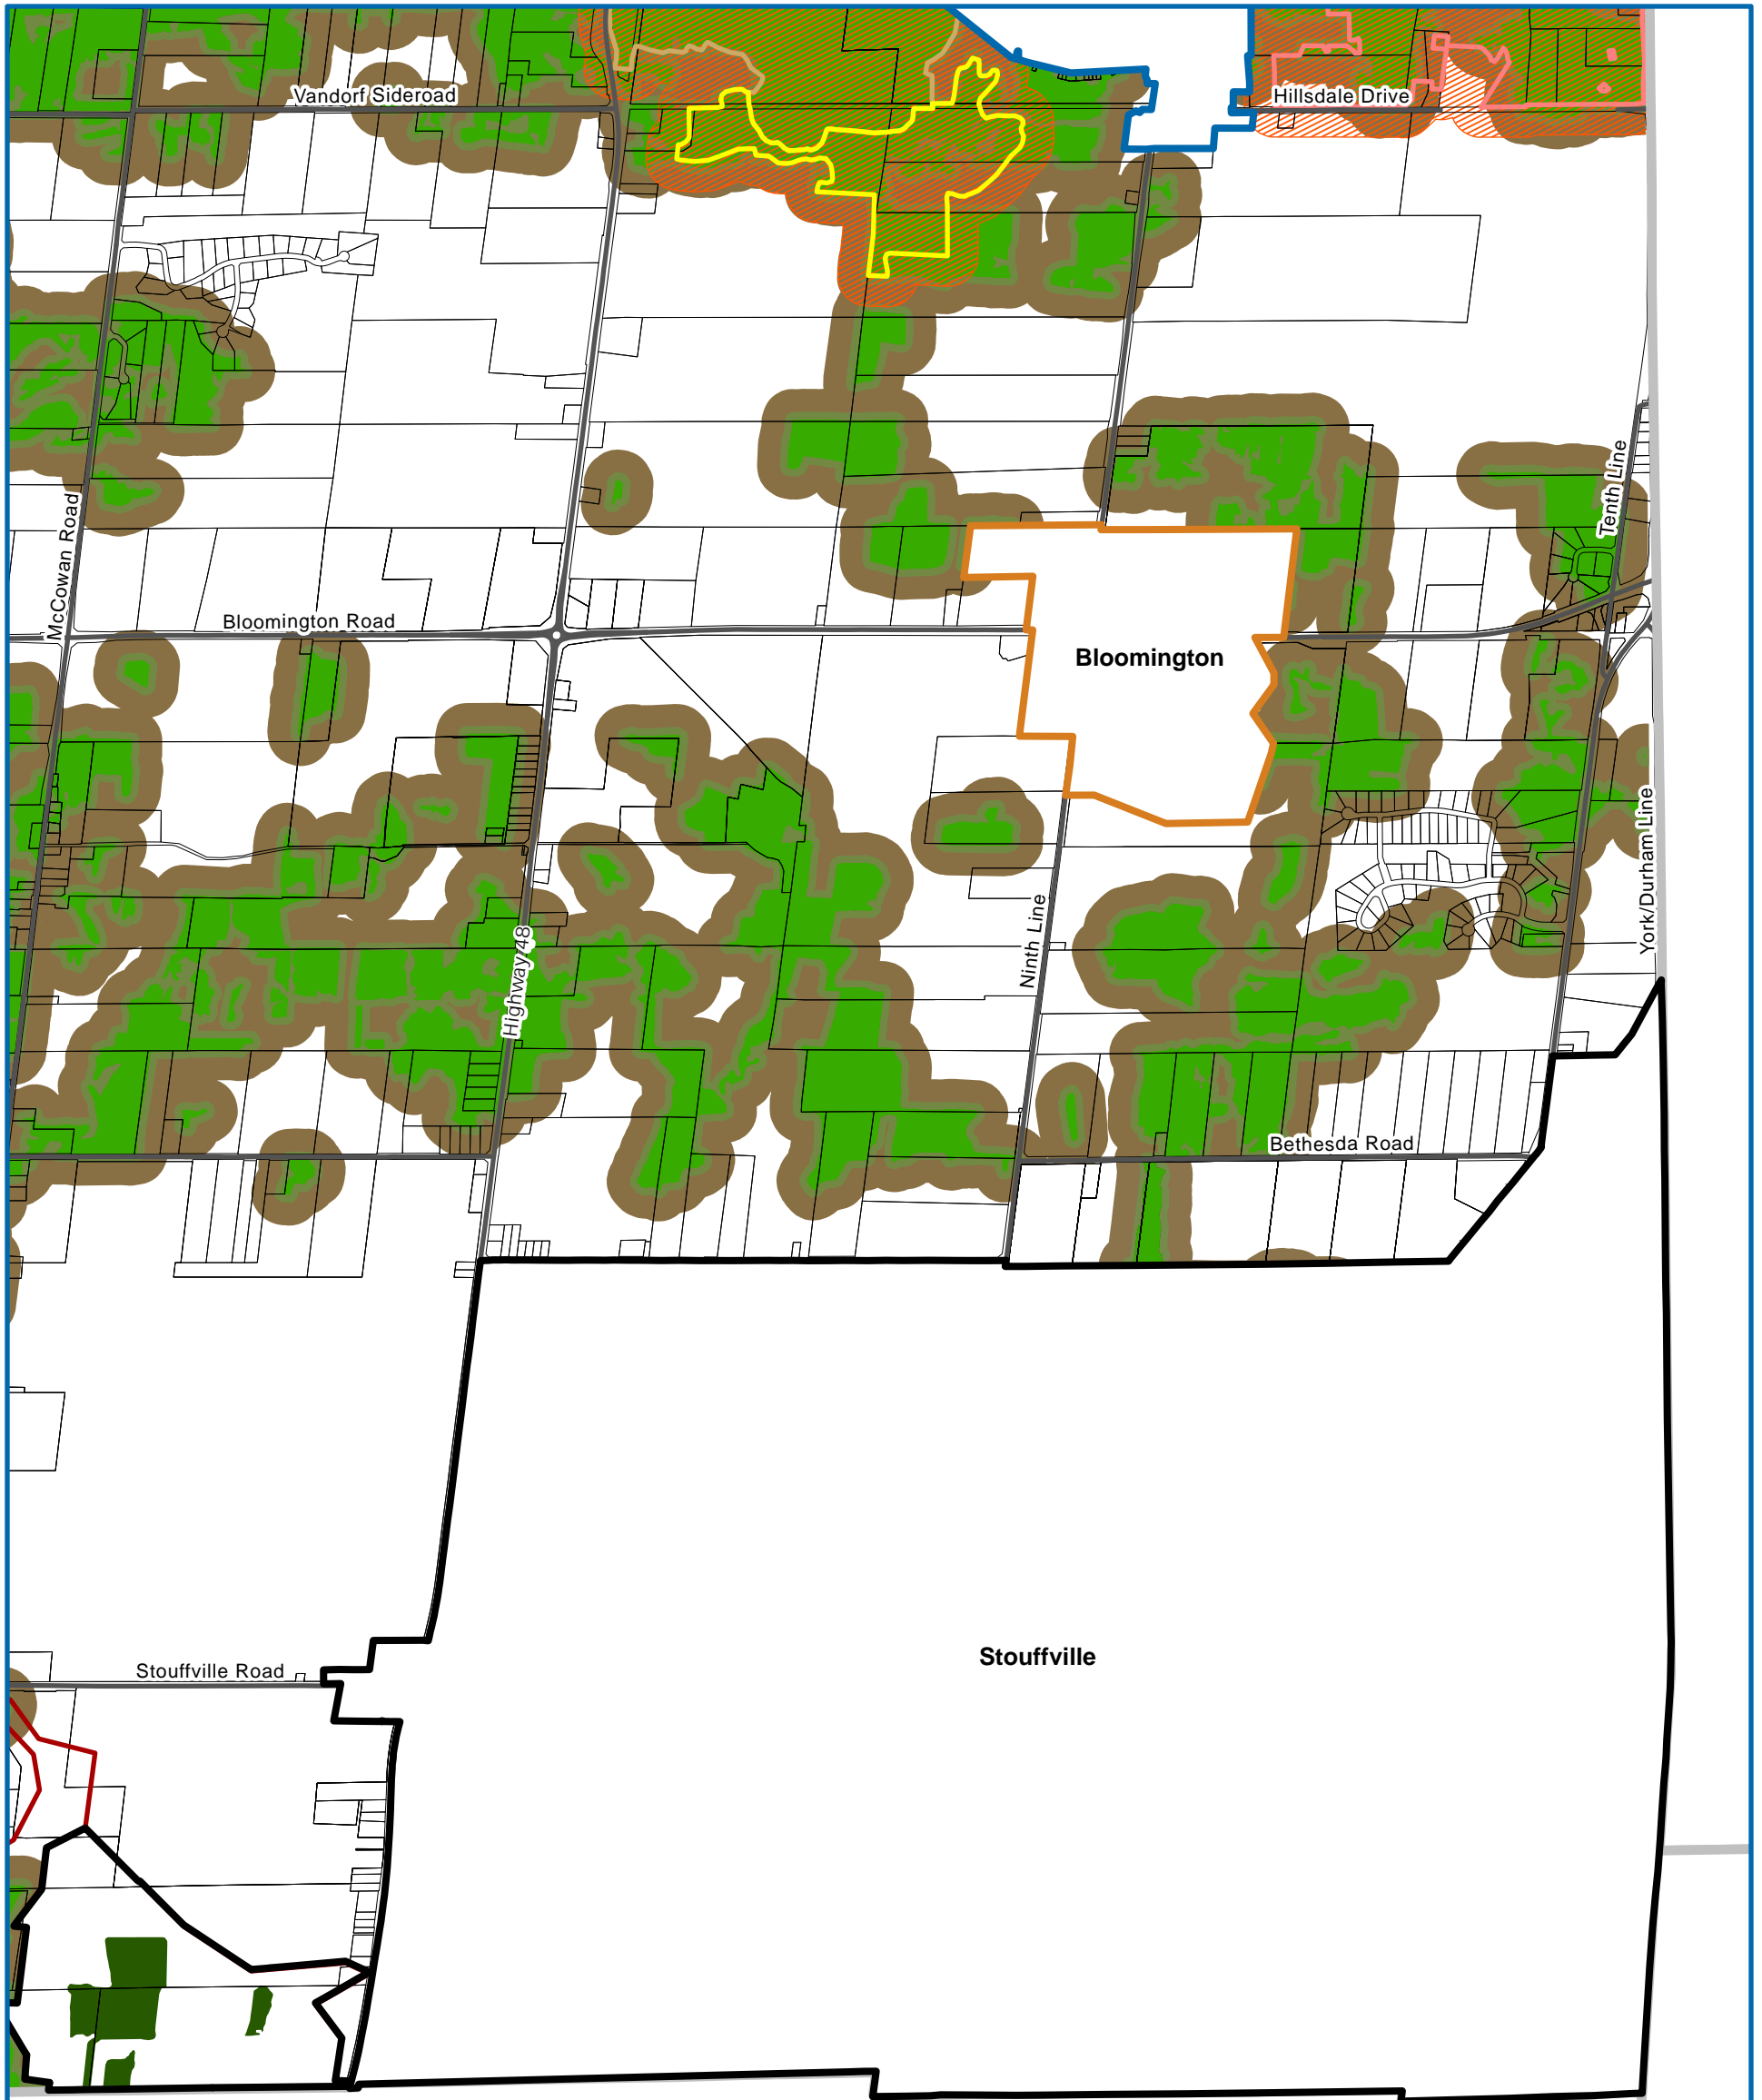 Vandorf Sideroad
Hillsdale Drive
Tenth Line
McCowan Road
Bloomington Road
Bloomington
York/Durham Line
Ninth Line
Highway 48
Bethesda Road
Stouffville
Stouffville Road